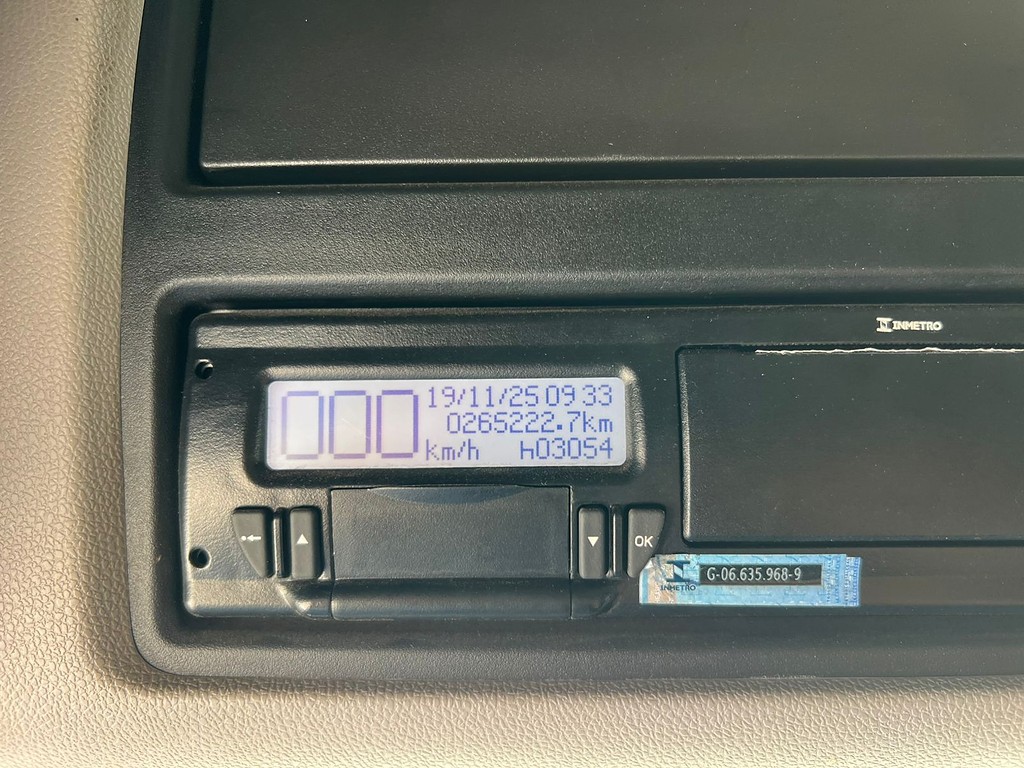 INMETRO
000 km/h
19/11/25 09 33
0265222.7km
h03054
OK
INMETRO
G-06.635.968-9